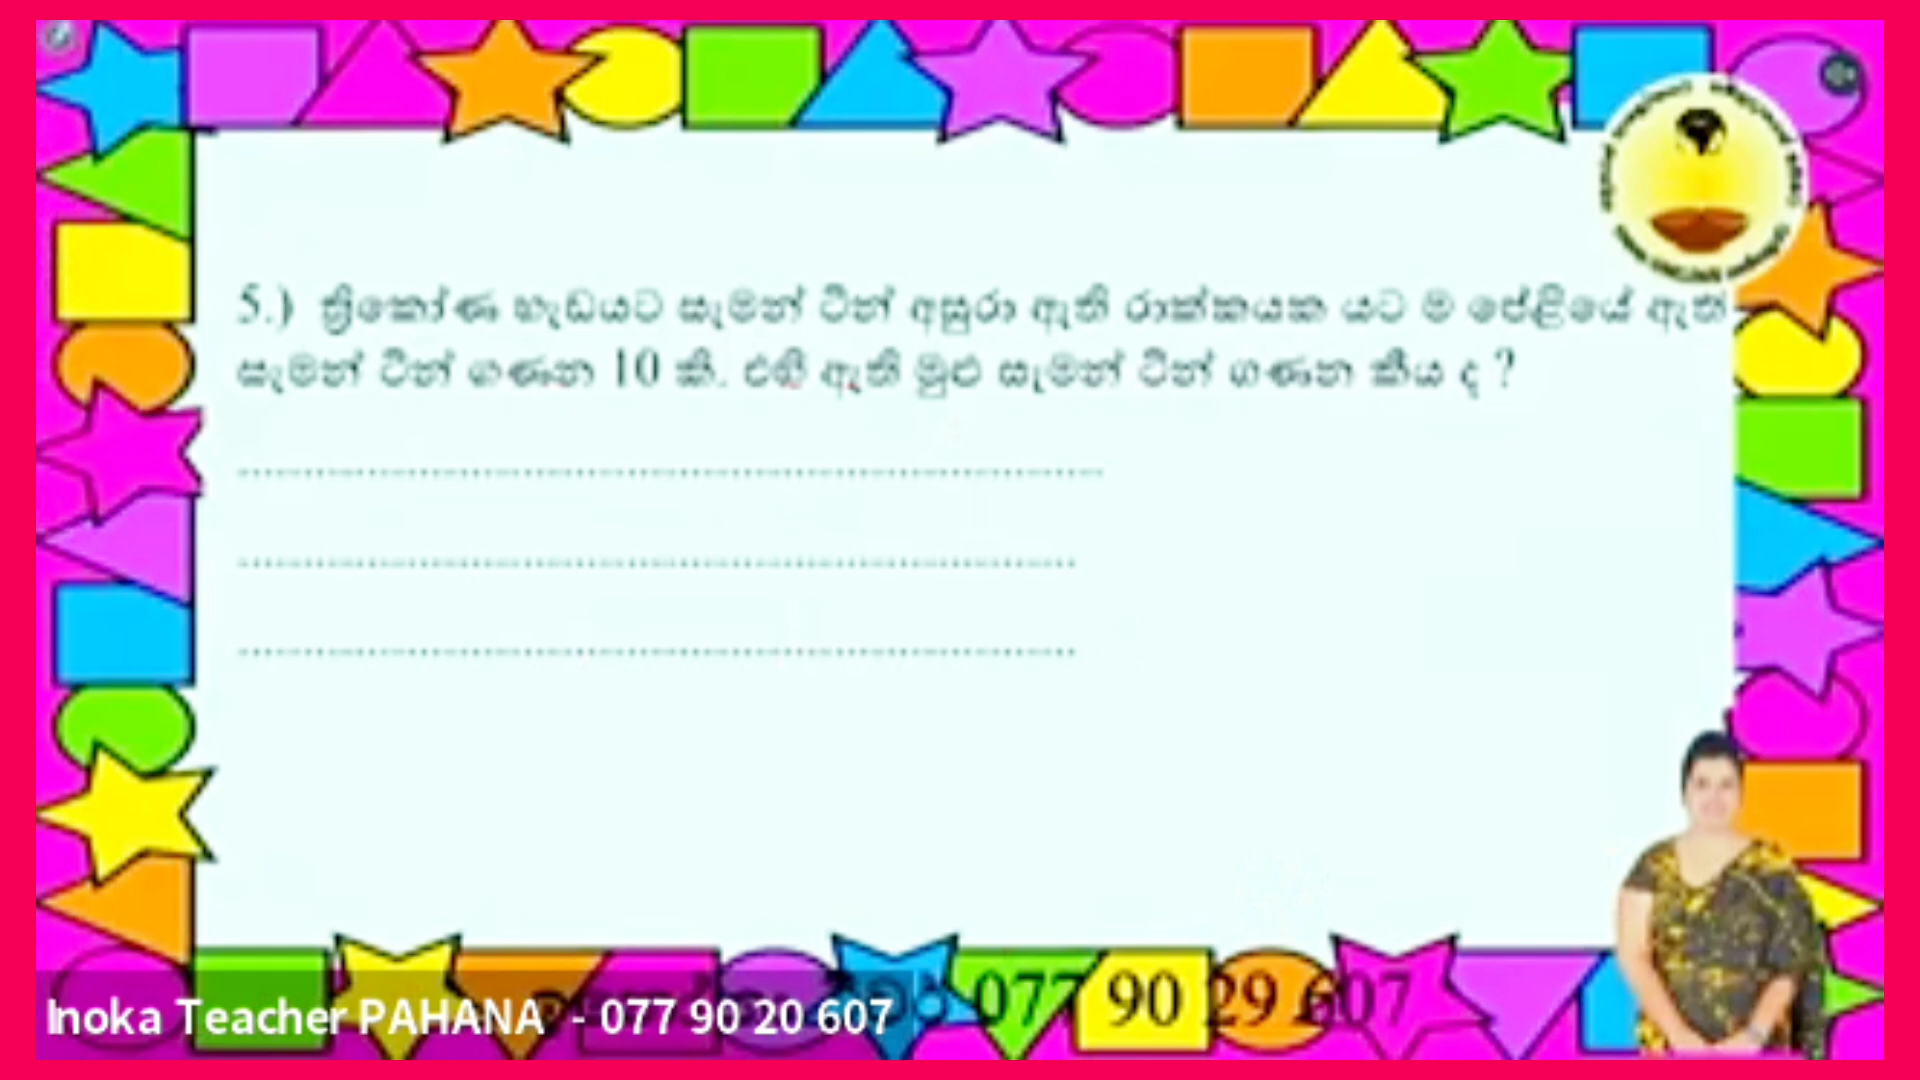 5.) ත්‍රිකෝණ හැඩයට සැමන් ටින් අසුරා ඇති රාක්කයක යට ම පේළියේ ඇති
සැමන් ටින් ගණන 10 කි. එහි ඇති මුළු සැමන් ටින් ගණන කීය ද ?
077 90 29 607
Inoka Teacher PAHANA - 077 90 20 607